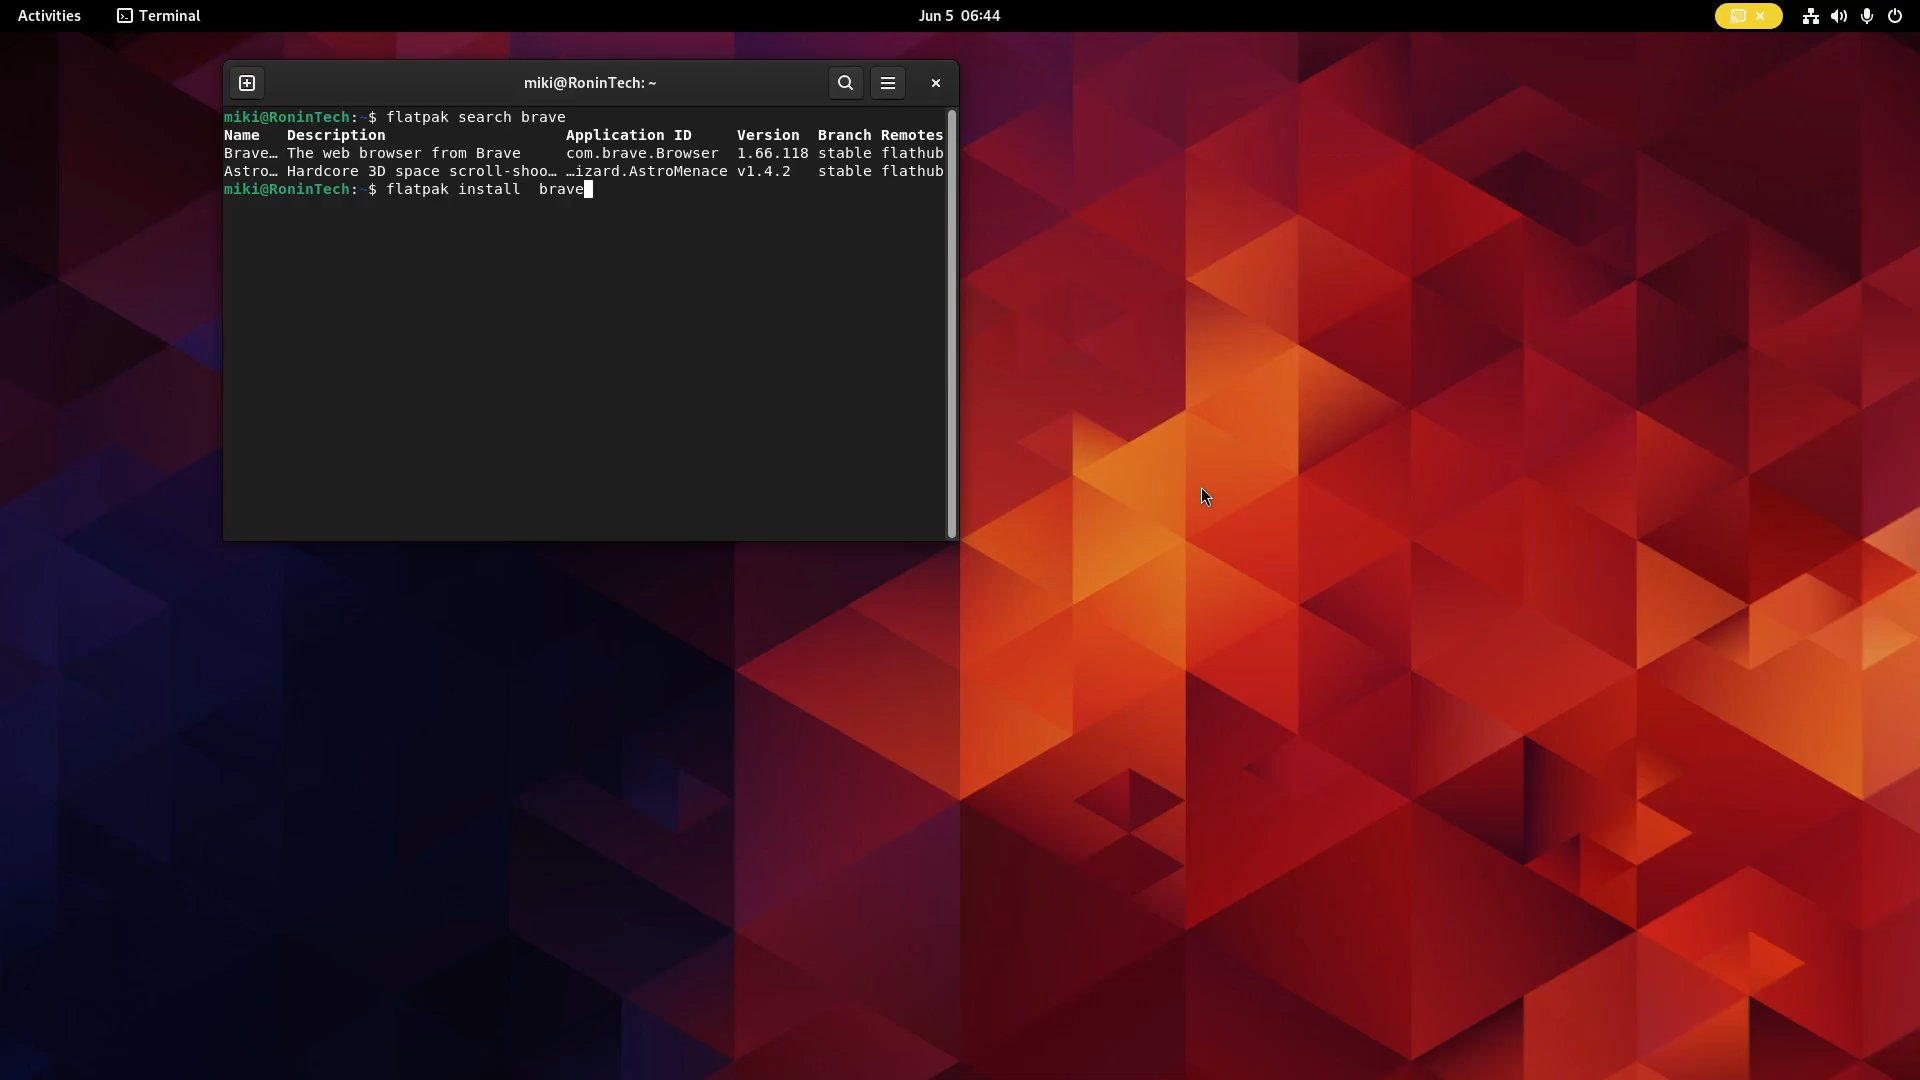 Activities Terminal Jun 5 06:44
miki@RoninTech: ~
miki@RoninTech:~$ flatpak search brave
Name Description Application ID Version Branch Remotes
Brave… The web browser from Brave com.brave.Browser 1.66.118 stable flathub
Astro… Hardcore 3D space scroll-shoo… …izard.AstroMenace v1.4.2 stable flathub
miki@RoninTech:~$ flatpak install  brave